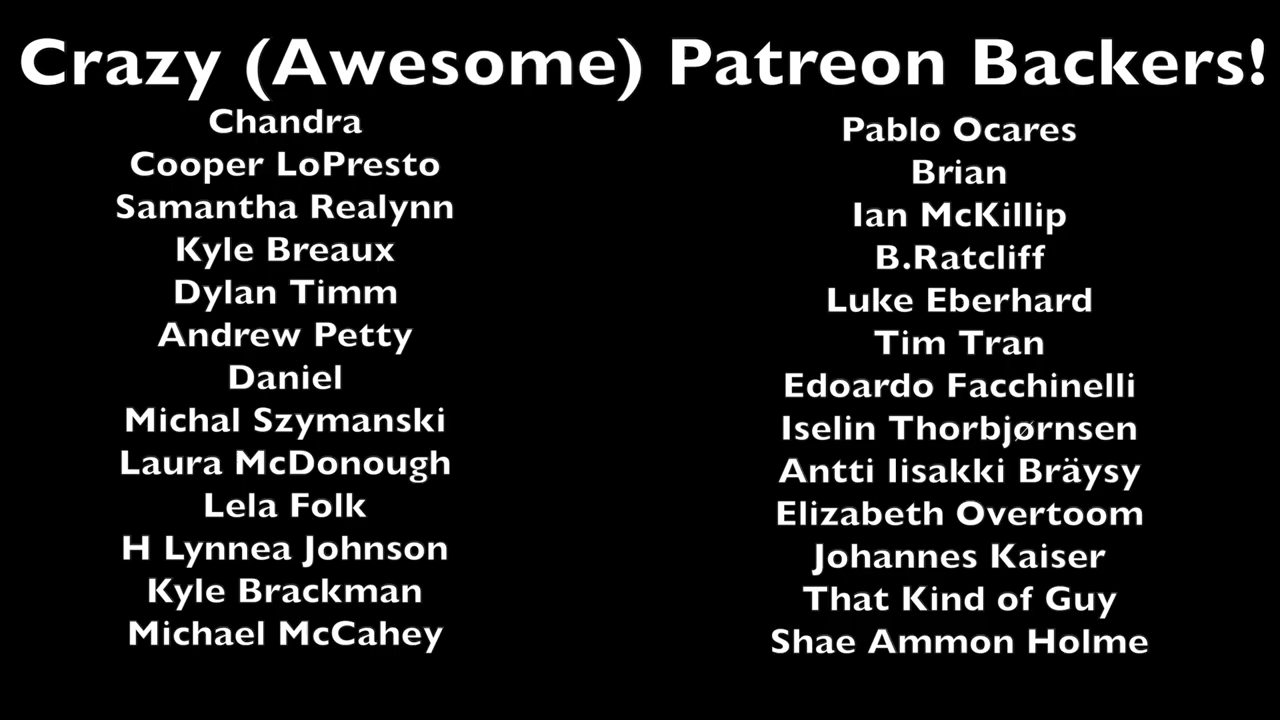 Crazy (Awesome) Patreon Backers!
Chandra
Cooper LoPresto
Samantha Realynn
Kyle Breaux
Dylan Timm
Andrew Petty
Daniel
Michal Szymanski
Laura McDonough
Lela Folk
H Lynnea Johnson
Kyle Brackman
Michael McCahey
Pablo Ocares
Brian
Ian McKillip
B.Ratcliff
Luke Eberhard
Tim Tran
Edoardo Facchinelli
Iselin Thorbjørnsen
Antti Iisakki Bräysy
Elizabeth Overtoom
Johannes Kaiser
That Kind of Guy
Shae Ammon Holme